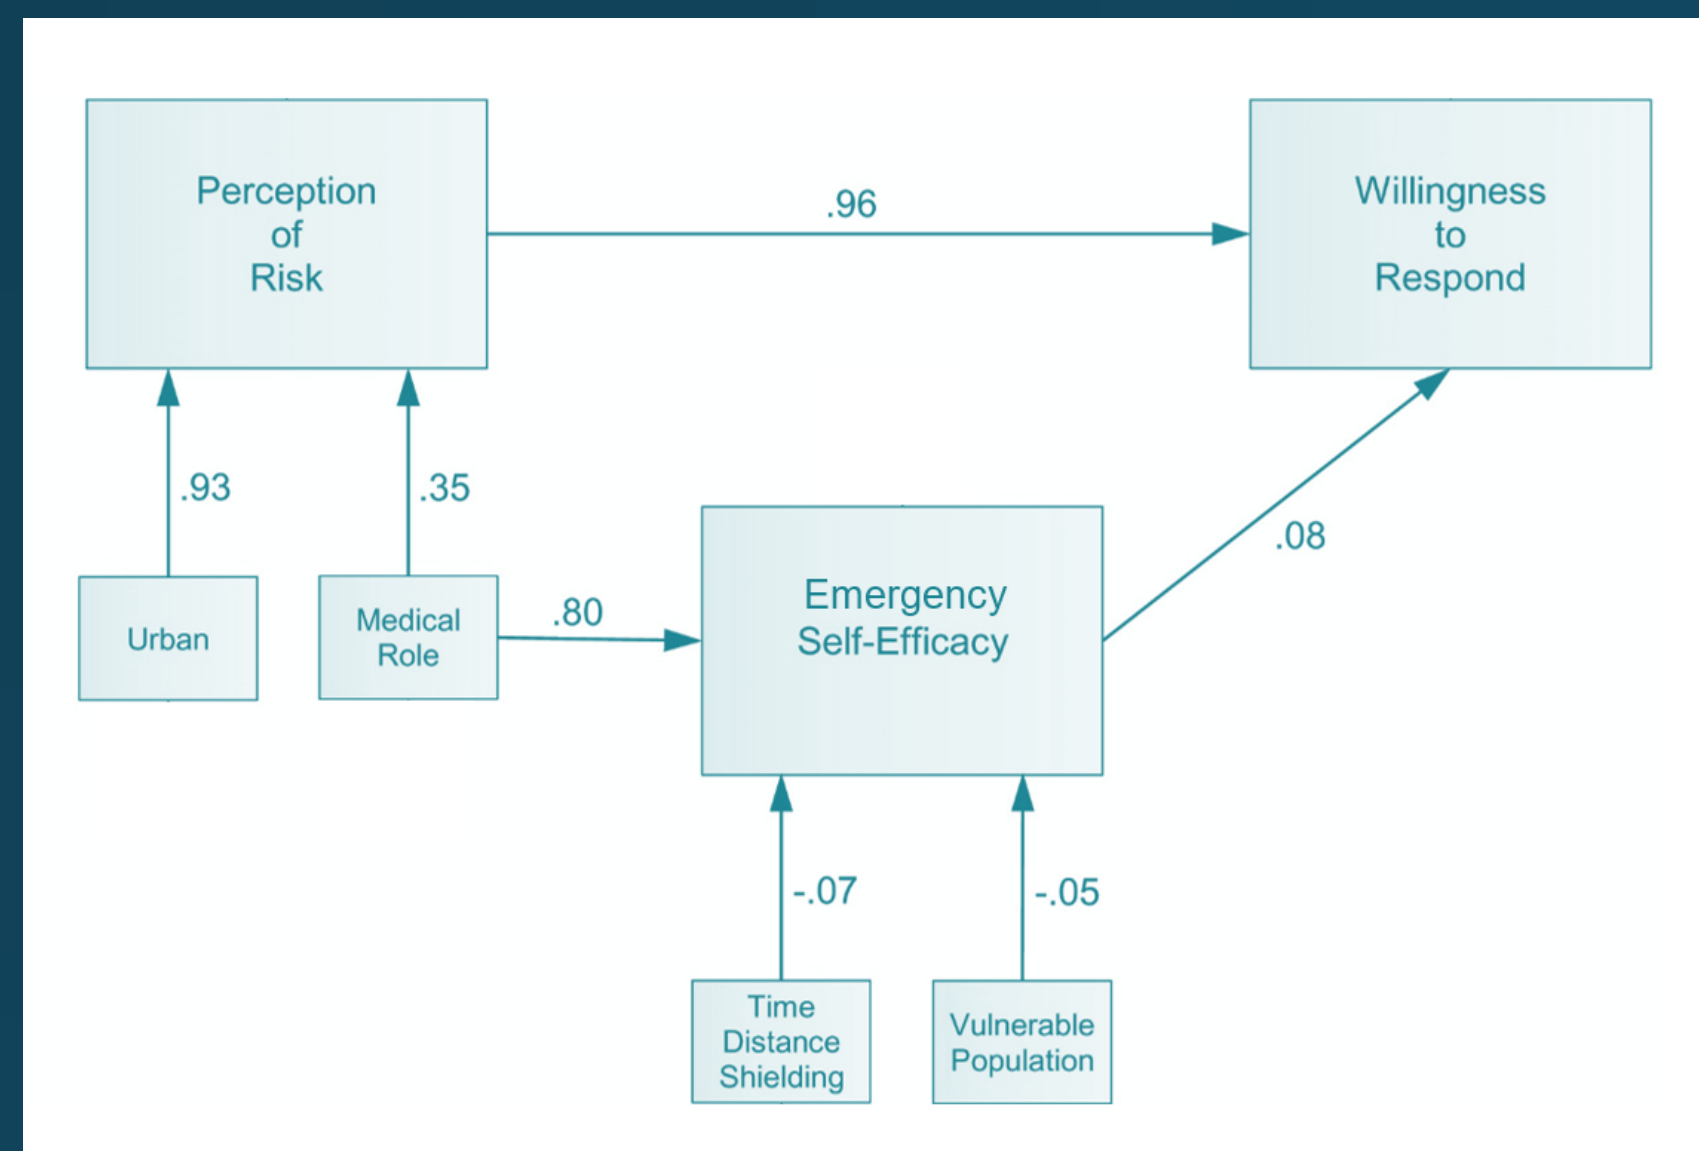 Perception
of
Risk
.96
Willingness
to
Respond
.93
.35
Urban
Medical
Role
.80
Emergency
Self-Efficacy
.08
-.07
-.05
Time
Distance
Shielding
Vulnerable
Population